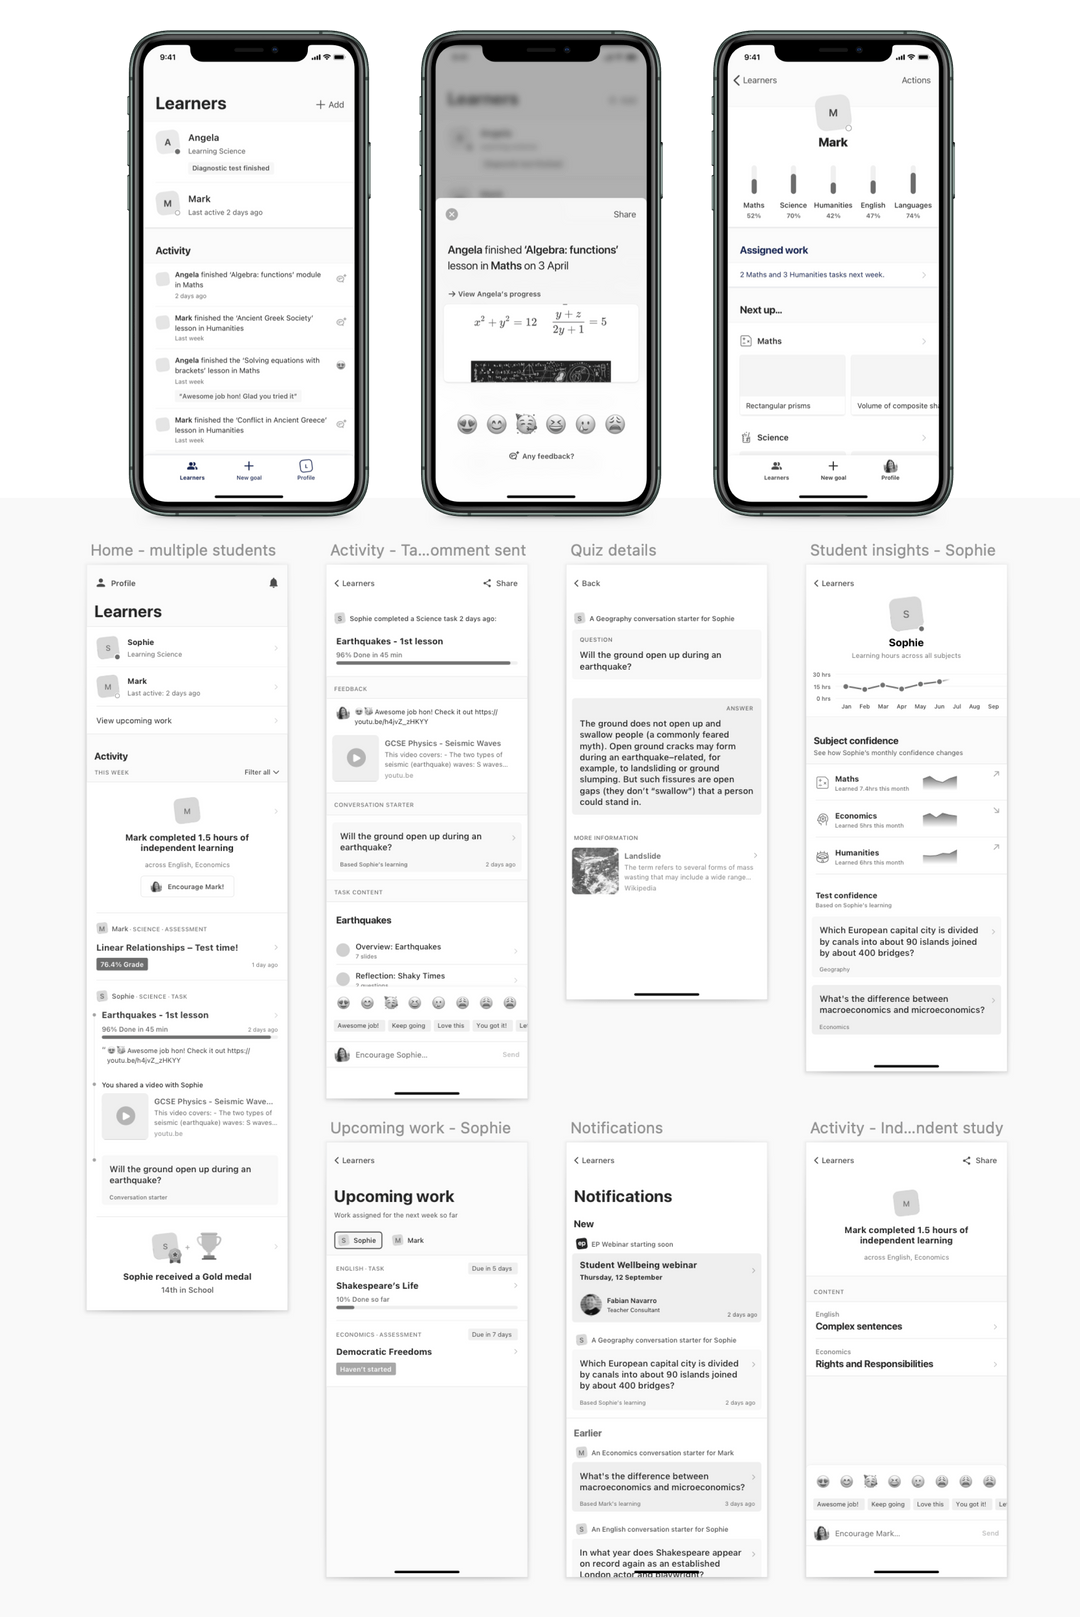 9:41
Learners
+ Add
A
Angela
Learning Science
Diagnostic test finished
M
Mark
Last active 2 days ago
Activity
Angela finished ‘Algebra: functions’ module
in Maths
2 days ago
Mark finished the ‘Ancient Greek Society’
lesson in Humanities
Last week
Angela finished the ‘Solving equations with
brackets’ lesson in Maths
Last week
“Awesome job hon! Glad you tried it”
Mark finished the ‘Conflict in Ancient Greece’
lesson in Humanities
Last week
Learners
New goal
L
Profile
Learners
Share
Angela finished ‘Algebra: functions’
lesson in Maths on 3 April
→ View Angela's progress
x² + y² = 12
y + z
2y + 1
= 5
Any feedback?
9:41
Learners
Actions
M
Mark
Maths Science Humanities English Languages
52% 70% 42% 47% 74%
Assigned work
2 Maths and 3 Humanities tasks next week.
Next up...
Maths
Rectangular prisms
Volume of composite sha
Science
Learners
New goal
Profile
Home - multiple students
Profile
Learners
S
Sophie
Learning Science
M
Mark
Last active: 2 days ago
View upcoming work
Activity
THIS WEEK
Filter all
M
Mark completed 1.5 hours of
independent learning
across English, Economics
Encourage Mark!
M Mark · SCIENCE · ASSESSMENT
Linear Relationships – Test time!
76.4% Grade
1 day ago
S Sophie · SCIENCE · TASK
Earthquakes - 1st lesson
96% Done in 45 min
2 days ago
" Awesome job hon! Check it out https://
youtu.be/h4jvZ_zHKYY
You shared a video with Sophie
GCSE Physics - Seismic Wave...
This video covers: - The two types of
seismic (earthquake) waves: S waves...
youtu.be
Will the ground open up during an
earthquake?
Conversation starter
S
+
Sophie received a Gold medal
14th in School
Activity - Ta...omment sent
Learners
Share
S Sophie completed a Science task 2 days ago:
Earthquakes - 1st lesson
96% Done in 45 min
FEEDBACK
Awesome job hon! Check it out https://
youtu.be/h4jvZ_zHKYY
GCSE Physics - Seismic Waves
This video covers: - The two types of
seismic (earthquake) waves: S waves...
youtu.be
CONVERSATION STARTER
Will the ground open up during an
earthquake?
Based Sophie's learning
2 days ago
TASK CONTENT
Earthquakes
Overview: Earthquakes
7 slides
Reflection: Shaky Times
2 questions
Awesome job!
Keep going
Love this
You got it!
Le
Encourage Sophie...
Send
Quiz details
Back
S A Geography conversation starter for Sophie
QUESTION
Will the ground open up during an
earthquake?
ANSWER
The ground does not open up and
swallow people (a commonly feared
myth). Open ground cracks may form
during an earthquake–related, for
example, to landsliding or ground
slumping. But such fissures are open
gaps (they don't “swallow”) that a person
could stand in.
MORE INFORMATION
Landslide
The term refers to several forms of mass
wasting that may include a wide range...
Wikipedia
Student insights - Sophie
Learners
S
Sophie
Learning hours across all subjects
30 hrs
15 hrs
0 hrs
Jan Feb Mar Apr May Jun Jul Aug Sep
Subject confidence
See how Sophie's monthly confidence changes
Maths
Learned 7.4hrs this month
Economics
Learned 5hrs this month
Humanities
Learned 6hrs this month
Test confidence
Based on Sophie's learning
Which European capital city is divided
by canals into about 90 islands joined
by about 400 bridges?
Geography
What's the difference between
macroeconomics and microeconomics?
Economics
Upcoming work - Sophie
Learners
Upcoming work
Work assigned for the next week so far
S Sophie
M Mark
ENGLISH · TASK
Due in 5 days
Shakespeare's Life
10% Done so far
ECONOMICS · ASSESSMENT
Due in 7 days
Democratic Freedoms
Haven't started
Notifications
Learners
Notifications
New
ep EP Webinar starting soon
Student Wellbeing webinar
Thursday, 12 September
Fabian Navarro
Teacher Consultant
2 days ago
S A Geography conversation starter for Sophie
Which European capital city is divided
by canals into about 90 islands joined
by about 400 bridges?
Based Sophie's learning
2 days ago
Earlier
M An Economics conversation starter for Mark
What's the difference between
macroeconomics and microeconomics?
Based Mark's learning
3 days ago
S An English conversation starter for Sophie
In what year does Shakespeare appear
on record again as an established
London actor and playwright?
Activity - Ind...ndent study
Learners
Share
M
Mark completed 1.5 hours of
independent learning
across English, Economics
CONTENT
English
Complex sentences
Economics
Rights and Responsibilities
Awesome job!
Keep going
Love this
You got it!
Le
Encourage Mark...
Send